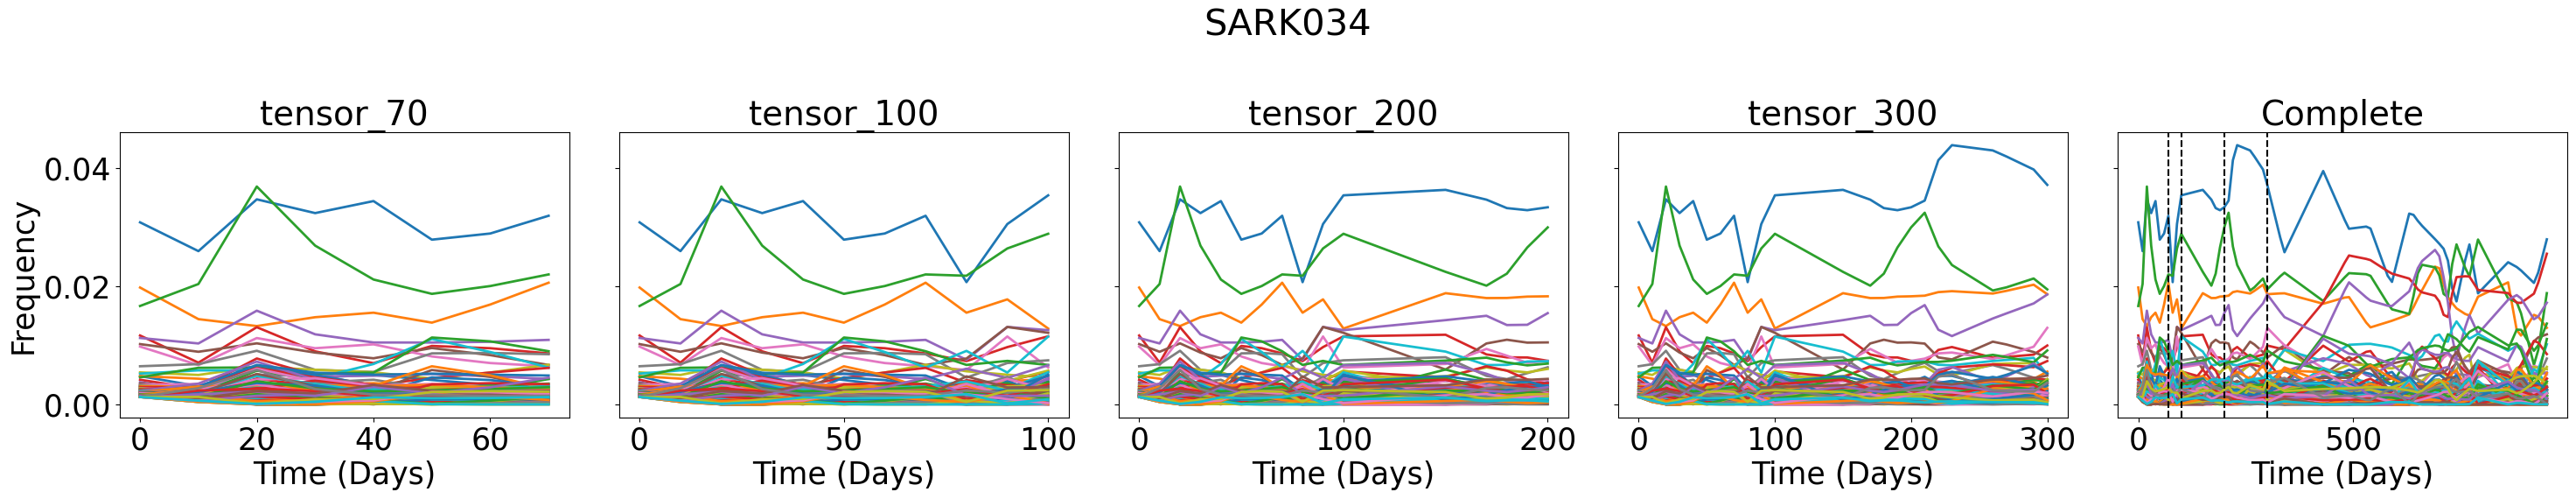 SARK034
tensor_70
tensor_100
tensor_200
tensor_300
Complete
Frequency
0.04
0.02
0.00
0 20 40 60
0 50 100
0 100 200
0 100 200 300
0 500
Time (Days)
Time (Days)
Time (Days)
Time (Days)
Time (Days)